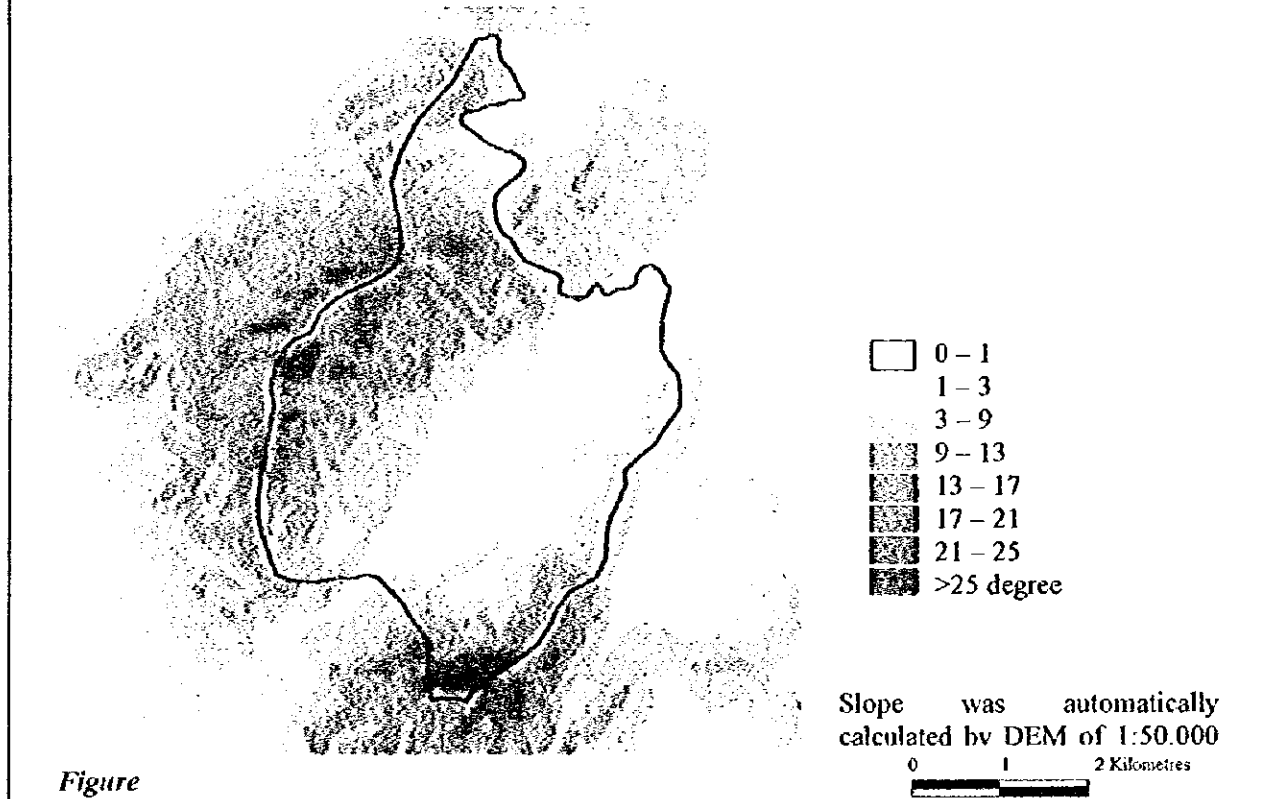 0 – 1
1 – 3
3 – 9
9 – 13
13 – 17
17 – 21
21 – 25
>25 degree
Slope was automatically
calculated by DEM of 1:50.000
0 1 2 Kilometres
Figure